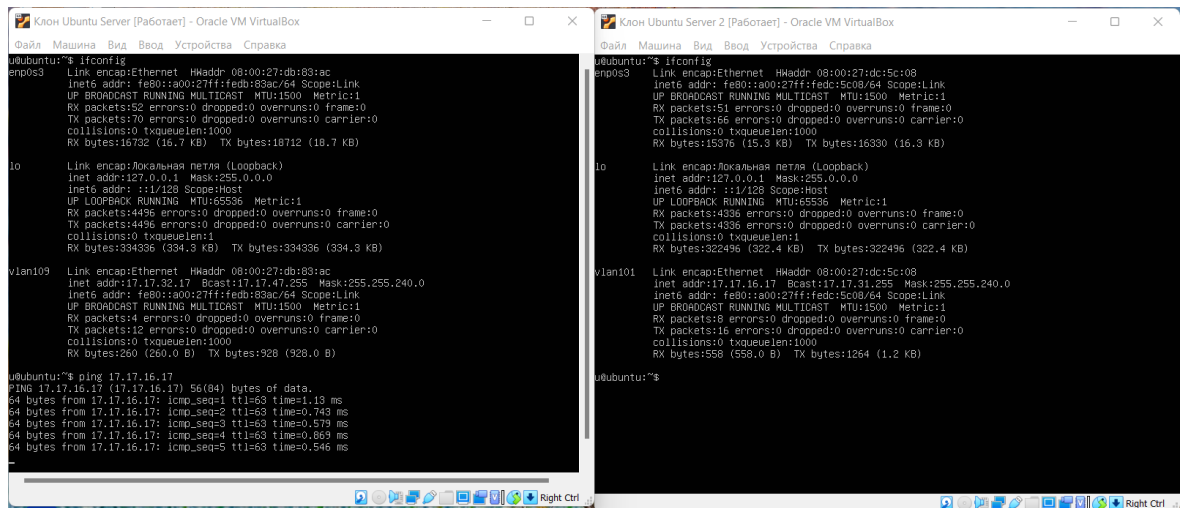 Клон Ubuntu Server [Работает] - Oracle VM VirtualBox
Файл Машина Вид Ввод Устройства Справка
u@ubuntu:~$ ifconfig
enp0s3 Link encap:Ethernet HWaddr 08:00:27:db:83:ac
inet6 addr: fe80::a00:27ff:fedb:83ac/64 Scope:Link
UP BROADCAST RUNNING MULTICAST MTU:1500 Metric:1
RX packets:52 errors:0 dropped:0 overruns:0 frame:0
TX packets:70 errors:0 dropped:0 overruns:0 carrier:0
collisions:0 txqueuelen:1000
RX bytes:16732 (16.7 KB) TX bytes:18712 (18.7 KB)
lo Link encap:Локальная петля (Loopback)
inet addr:127.0.0.1 Mask:255.0.0.0
inet6 addr: ::1/128 Scope:Host
UP LOOPBACK RUNNING MTU:65536 Metric:1
RX packets:4496 errors:0 dropped:0 overruns:0 frame:0
TX packets:4496 errors:0 dropped:0 overruns:0 carrier:0
collisions:0 txqueuelen:1
RX bytes:334336 (334.3 KB) TX bytes:334336 (334.3 KB)
vlan109 Link encap:Ethernet HWaddr 08:00:27:db:83:ac
inet addr:17.17.32.17 Bcast:17.17.47.255 Mask:255.255.240.0
inet6 addr: fe80::a00:27ff:fedb:83ac/64 Scope:Link
UP BROADCAST RUNNING MULTICAST MTU:1500 Metric:1
RX packets:4 errors:0 dropped:0 overruns:0 frame:0
TX packets:12 errors:0 dropped:0 overruns:0 carrier:0
collisions:0 txqueuelen:1000
RX bytes:260 (260.0 B) TX bytes:928 (928.0 B)
u@ubuntu:~$ ping 17.17.16.17
PING 17.17.16.17 (17.17.16.17) 56(84) bytes of data.
64 bytes from 17.17.16.17: icmp_seq=1 ttl=63 time=1.13 ms
64 bytes from 17.17.16.17: icmp_seq=2 ttl=63 time=0.743 ms
64 bytes from 17.17.16.17: icmp_seq=3 ttl=63 time=0.579 ms
64 bytes from 17.17.16.17: icmp_seq=4 ttl=63 time=0.869 ms
64 bytes from 17.17.16.17: icmp_seq=5 ttl=63 time=0.546 ms
Right Ctrl
Клон Ubuntu Server 2 [Работает] - Oracle VM VirtualBox
Файл Машина Вид Ввод Устройства Справка
u@ubuntu:~$ ifconfig
enp0s3 Link encap:Ethernet HWaddr 08:00:27:dc:5c:08
inet6 addr: fe80::a00:27ff:fedc:5c08/64 Scope:Link
UP BROADCAST RUNNING MULTICAST MTU:1500 Metric:1
RX packets:51 errors:0 dropped:0 overruns:0 frame:0
TX packets:66 errors:0 dropped:0 overruns:0 carrier:0
collisions:0 txqueuelen:1000
RX bytes:15376 (15.3 KB) TX bytes:16330 (16.3 KB)
lo Link encap:Локальная петля (Loopback)
inet addr:127.0.0.1 Mask:255.0.0.0
inet6 addr: ::1/128 Scope:Host
UP LOOPBACK RUNNING MTU:65536 Metric:1
RX packets:4336 errors:0 dropped:0 overruns:0 frame:0
TX packets:4336 errors:0 dropped:0 overruns:0 carrier:0
collisions:0 txqueuelen:1
RX bytes:322496 (322.4 KB) TX bytes:322496 (322.4 KB)
vlan101 Link encap:Ethernet HWaddr 08:00:27:dc:5c:08
inet addr:17.17.16.17 Bcast:17.17.31.255 Mask:255.255.240.0
inet6 addr: fe80::a00:27ff:fedc:5c08/64 Scope:Link
UP BROADCAST RUNNING MULTICAST MTU:1500 Metric:1
RX packets:8 errors:0 dropped:0 overruns:0 frame:0
TX packets:16 errors:0 dropped:0 overruns:0 carrier:0
collisions:0 txqueuelen:1000
RX bytes:558 (558.0 B) TX bytes:1264 (1.2 KB)
u@ubuntu:~$
Right Ctrl